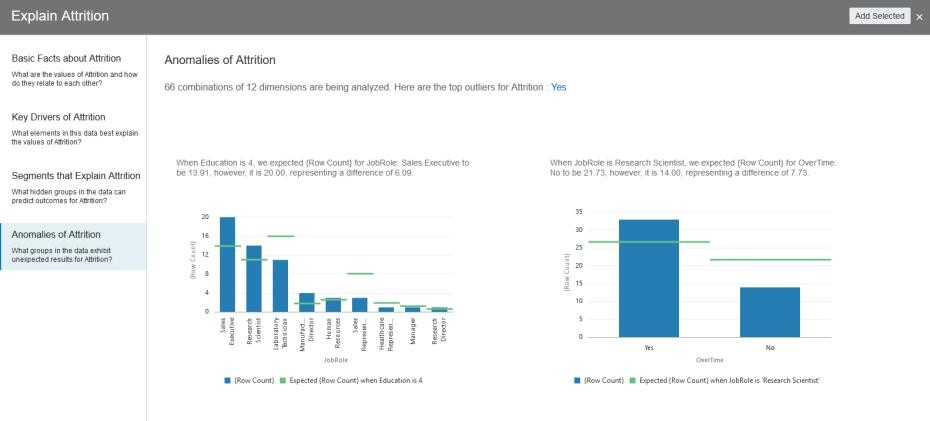 Explain Attrition
Add Selected ×
Basic Facts about Attrition
What are the values of Attrition and how
do they relate to each other?
Key Drivers of Attrition
What elements in this data best explain
the values of Attrition?
Segments that Explain Attrition
What hidden groups in the data can
predict outcomes for Attrition?
Anomalies of Attrition
What groups in the data exhibit
unexpected results for Attrition?
Anomalies of Attrition
66 combinations of 12 dimensions are being analyzed. Here are the top outliers for Attrition : Yes
When Education is 4, we expected {Row Count} for JobRole: Sales Executive to
be 13.91, however, it is 20.00, representing a difference of 6.09.
{Row Count}
20
16
12
8
4
0
Sales
Executive
Research
Scientist
Laboratory
Technician
Manufact...
Director
Human
Resources
Sales
Represen...
Healthcare
Represen...
Manager
Research
Director
JobRole
{Row Count}
Expected {Row Count} when Education is 4
When JobRole is Research Scientist, we expected {Row Count} for OverTime:
No to be 21.73, however, it is 14.00, representing a difference of 7.73.
{Row Count}
35
30
25
20
15
10
5
0
Yes
No
OverTime
{Row Count}
Expected {Row Count} when JobRole is 'Research Scientist'